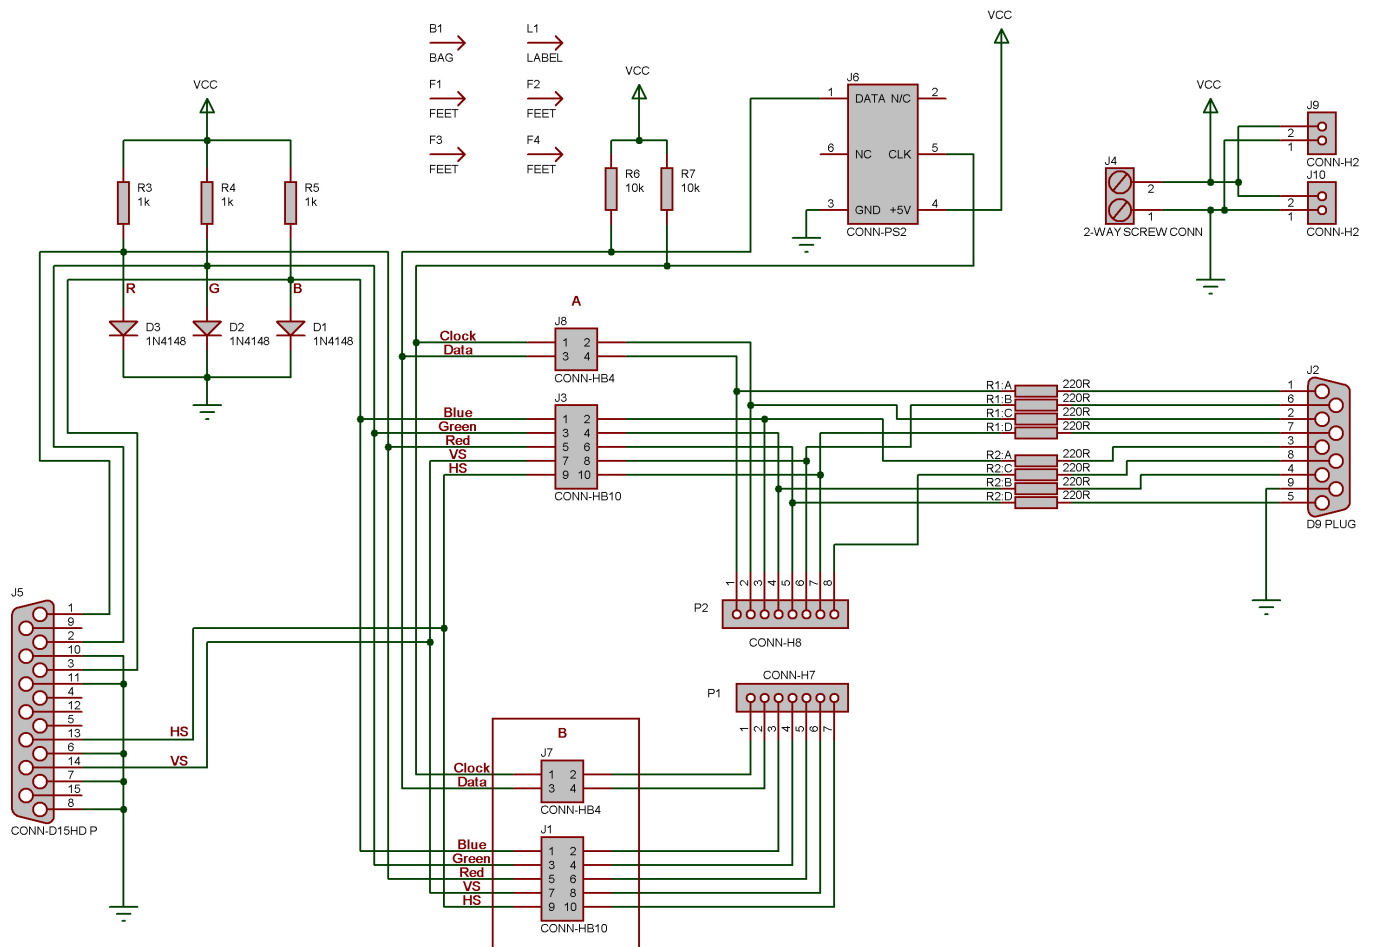 VCC
B1
L1
BAG
LABEL
VCC
J6
VCC
VCC
F1
F2
1 DATA N/C 2
FEET
FEET
J9
F3
F4
2
6 NC CLK 5
1
FEET
FEET
CONN-H2
R6
10k
R7
10k
J4
J10
R3
1k
R4
1k
R5
1k
2
2
3 GND +5V 4
1
1
CONN-PS2
2-WAY SCREW CONN
CONN-H2
R
G
B
A
D3
1N4148
D2
1N4148
D1
1N4148
J8
Clock
1 2
Data
3 4
CONN-HB4
J2
R1:A 220R 1
R1:B 220R 6
R1:C 220R 2
R1:D 220R 7
3
R2:A 220R 8
R2:C 220R 4
R2:B 220R 9
R2:D 220R 5
D9 PLUG
J3
Blue
1 2
Green
3 4
Red
5 6
VS
7 8
HS
9 10
CONN-HB10
1 2 3 4 5 6 7 8
P2
CONN-H8
J5
1
9
2
10
3
11
4
12
5
13
6
14
7
15
8
HS
VS
CONN-D15HD P
CONN-H7
P1
1 2 3 4 5 6 7
B
J7
Clock
1 2
Data
3 4
CONN-HB4
J1
Blue
1 2
Green
3 4
Red
5 6
VS
7 8
HS
9 10
CONN-HB10